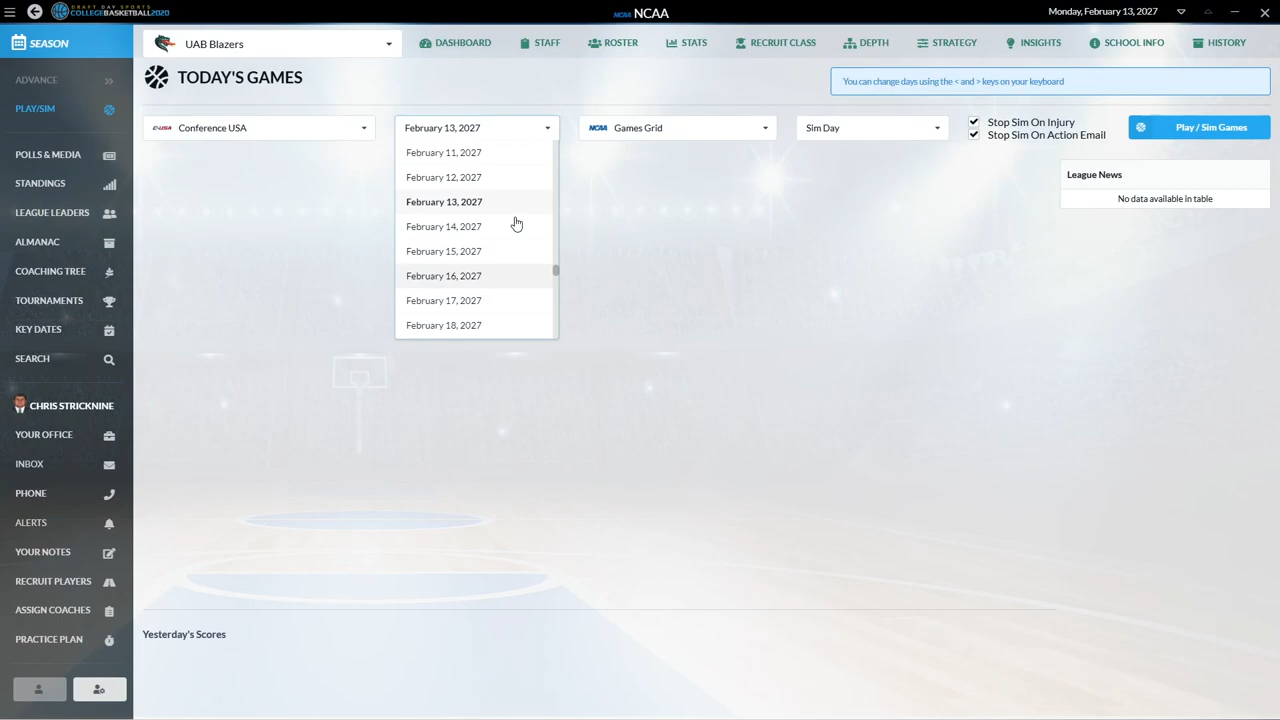 DRAFT DAY SPORTS
COLLEGE BASKETBALL 2020
NCAA NCAA
Monday, February 13, 2027
SEASON
UAB Blazers
DASHBOARD
STAFF
ROSTER
STATS
RECRUIT CLASS
DEPTH
STRATEGY
INSIGHTS
SCHOOL INFO
HISTORY
ADVANCE
PLAY/SIM
POLLS & MEDIA
STANDINGS
LEAGUE LEADERS
ALMANAC
COACHING TREE
TOURNAMENTS
KEY DATES
SEARCH
CHRIS STRICKNINE
YOUR OFFICE
INBOX
PHONE
ALERTS
YOUR NOTES
RECRUIT PLAYERS
ASSIGN COACHES
PRACTICE PLAN
TODAY'S GAMES
You can change days using the < and > keys on your keyboard
C-USA Conference USA
February 13, 2027
NCAA Games Grid
Sim Day
Stop Sim On Injury
Stop Sim On Action Email
Play / Sim Games
February 11, 2027
February 12, 2027
February 13, 2027
February 14, 2027
February 15, 2027
February 16, 2027
February 17, 2027
February 18, 2027
League News
No data available in table
Yesterday's Scores